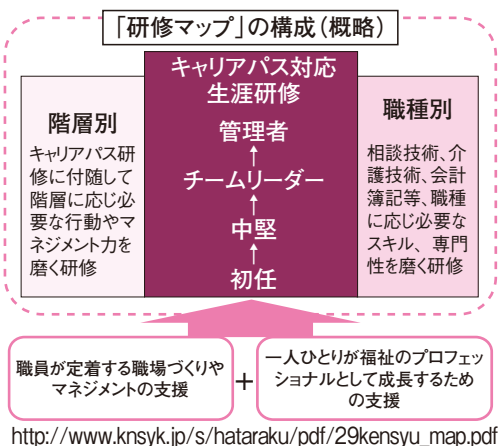 「研修マップ」の構成（概略）
階層別
キャリアパス研
修に付随して
階層に応じ必
要な行動やマ
ネジメント力を
磨く研修
キャリアパス対応
生涯研修
管理者
↑
チームリーダー
↑
中堅
↑
初任
職種別
相談技術、介
護技術、会計
簿記等、職種
に応じ必要な
スキル、専門
性を磨く研修
職員が定着する職場づくりや
マネジメントの支援
＋
一人ひとりが福祉のプロフェッ
ショナルとして成長するため
の支援
http://www.knsyk.jp/s/hataraku/pdf/29kensyu_map.pdf